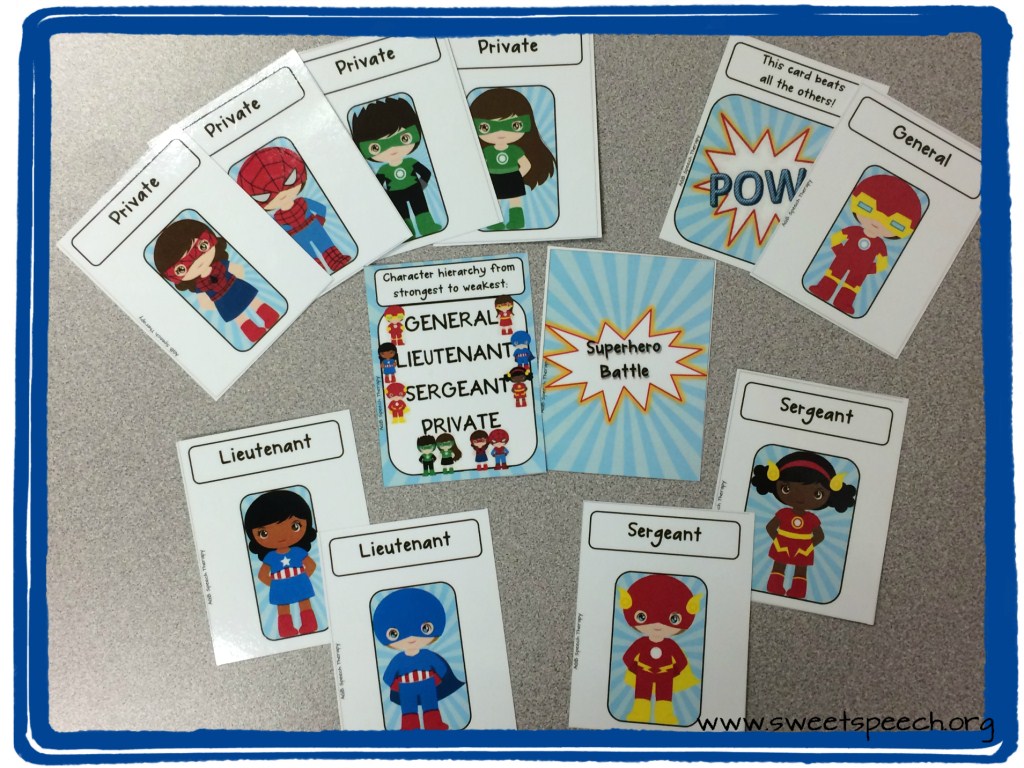 Private
Private
Private
Private
This card beats
all the others!
POW
General
Character hierarchy from
strongest to weakest:
GENERAL
LIEUTENANT
SERGEANT
PRIVATE
Superhero
Battle
Lieutenant
Lieutenant
Sergeant
Sergeant
www.sweetspeech.org